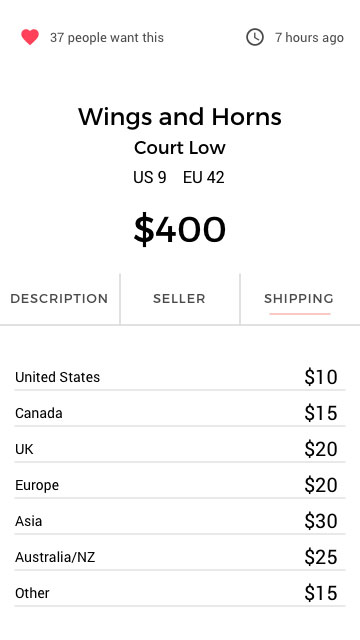 37 people want this 7 hours ago
Wings and Horns
Court Low
US 9 EU 42
$400
DESCRIPTION SELLER SHIPPING
United States $10
Canada $15
UK $20
Europe $20
Asia $30
Australia/NZ $25
Other $15